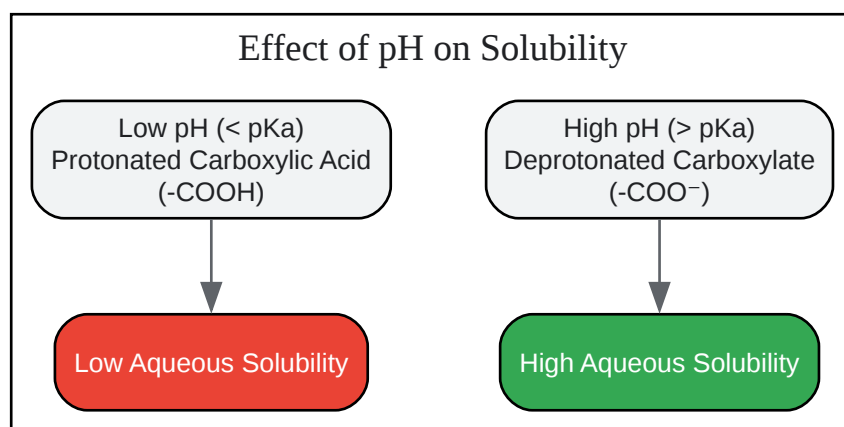 Effect of pH on Solubility
Low pH (< pKa)
Protonated Carboxylic Acid
(-COOH)
High pH (> pKa)
Deprotonated Carboxylate
(-COO⁻)
Low Aqueous Solubility
High Aqueous Solubility